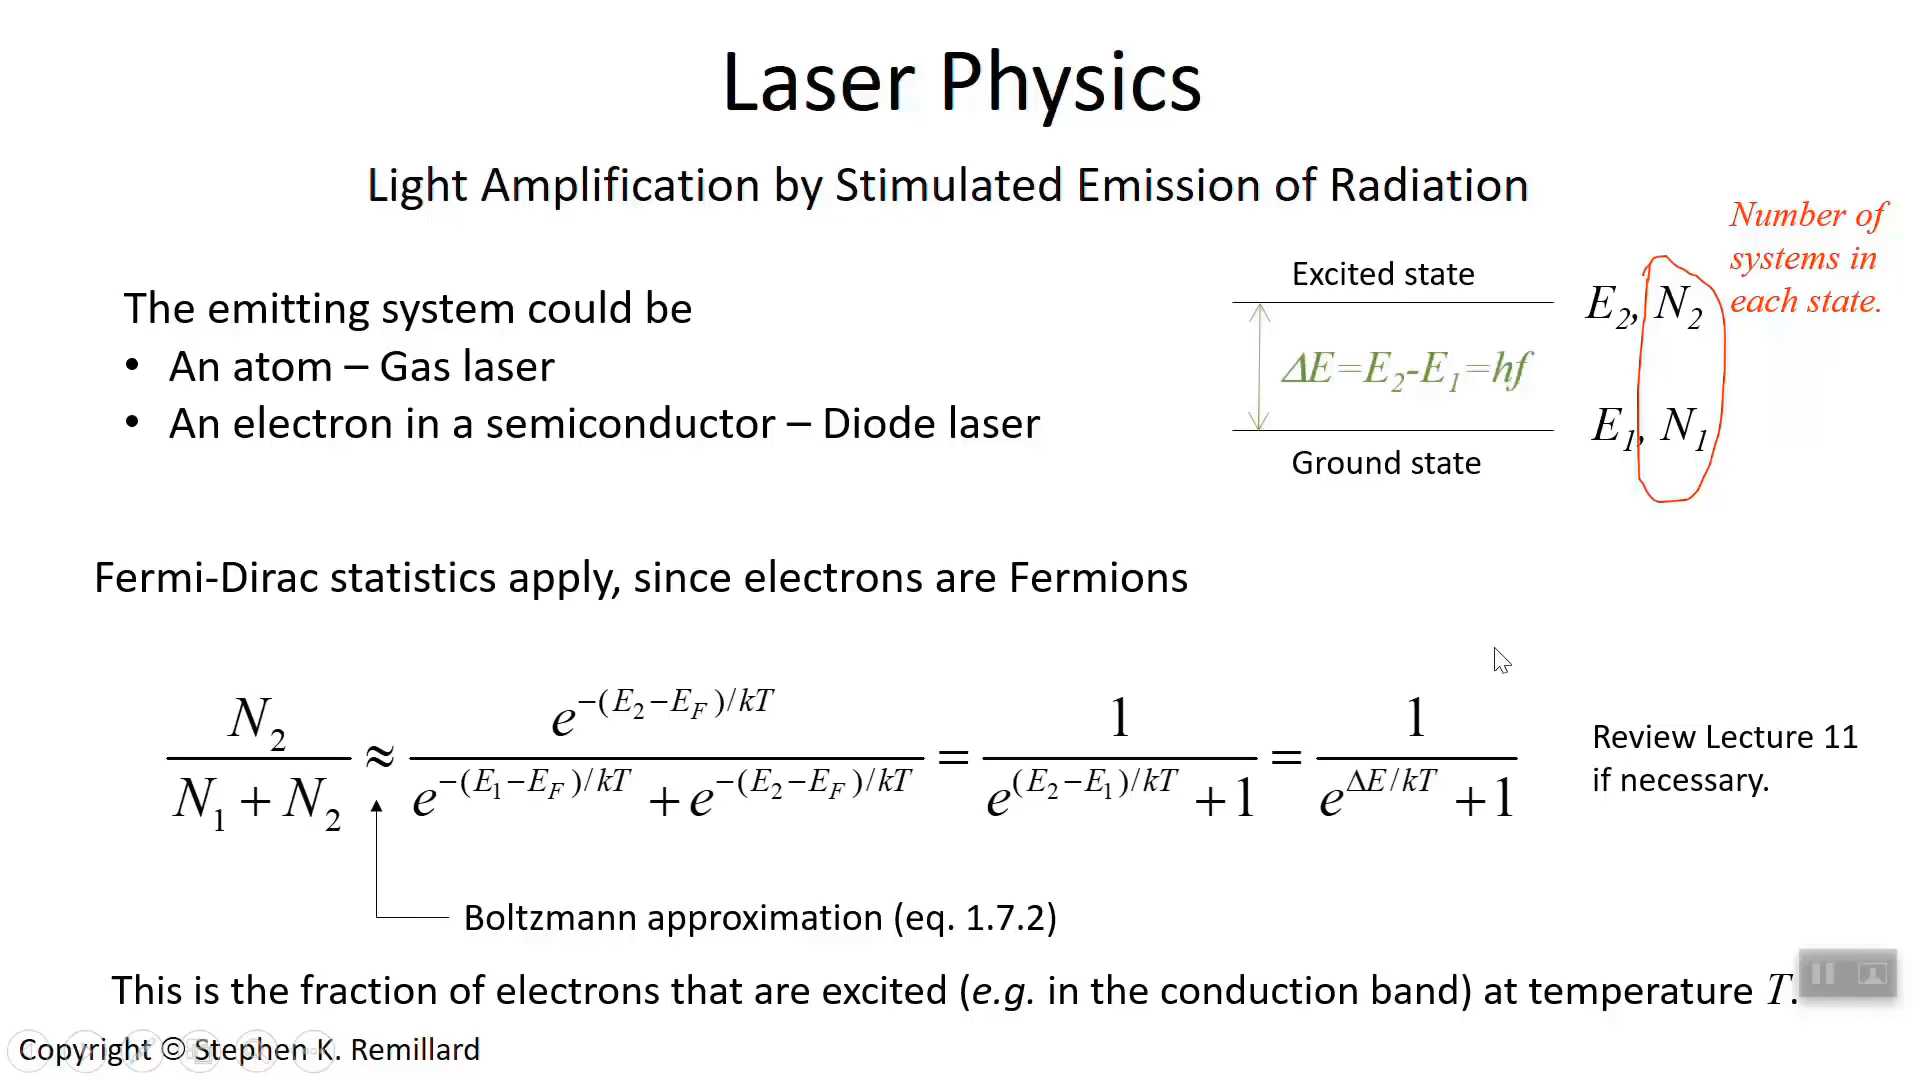 Laser Physics
Light Amplification by Stimulated Emission of Radiation
Number of
systems in
each state.
The emitting system could be
• An atom – Gas laser
• An electron in a semiconductor – Diode laser
Excited state
E₂, N₂
ΔE=E₂-E₁=hf
E₁, N₁
Ground state
Fermi-Dirac statistics apply, since electrons are Fermions
N₂/(N₁ + N₂) ≈ e^(−(E₂−E_F)/kT) / (e^(−(E₁−E_F)/kT) + e^(−(E₂−E_F)/kT)) = 1/(e^((E₂−E₁)/kT) + 1) = 1/(e^(ΔE/kT) + 1)
Review Lecture 11
if necessary.
Boltzmann approximation (eq. 1.7.2)
This is the fraction of electrons that are excited (e.g. in the conduction band) at temperature T.
Copyright © Stephen K. Remillard